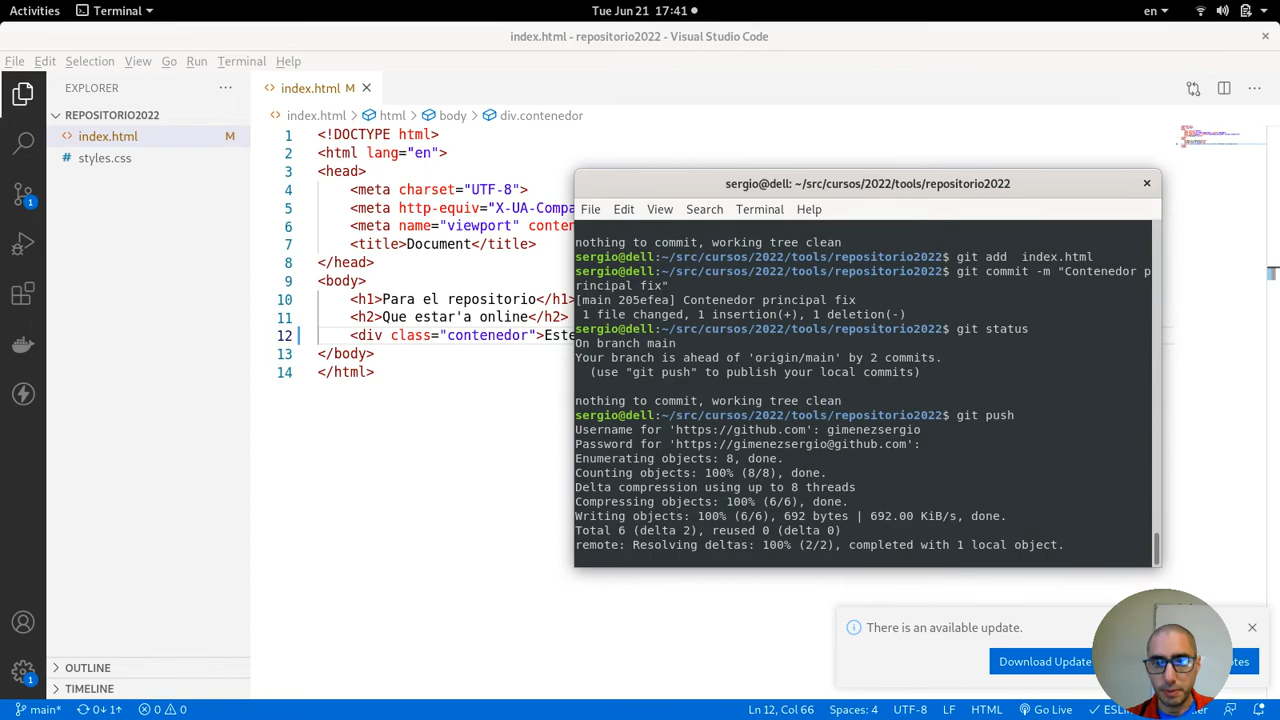 Activities Terminal Tue Jun 21 17:41 en
index.html - repositorio2022 - Visual Studio Code
File Edit Selection View Go Run Terminal Help
EXPLORER
REPOSITORIO2022
index.html M
styles.css
OUTLINE
TIMELINE
1
1
index.html M
index.html html body div.contenedor
1 <!DOCTYPE html>
2 <html lang="en">
3 <head>
4 <meta charset="UTF-8">
5 <meta http-equiv="X-UA-Compa
6 <meta name="viewport" conten
7 <title>Document</title>
8 </head>
9 <body>
10 <h1>Para el repositorio</h1>
11 <h2>Que estar'a online</h2>
12 <div class="contenedor">Este
13 </body>
14 </html>
sergio@dell: ~/src/cursos/2022/tools/repositorio2022
File Edit View Search Terminal Help
nothing to commit, working tree clean
sergio@dell:~/src/cursos/2022/tools/repositorio2022$ git add  index.html
sergio@dell:~/src/cursos/2022/tools/repositorio2022$ git commit -m "Contenedor p
rincipal fix"
[main 205efea] Contenedor principal fix
1 file changed, 1 insertion(+), 1 deletion(-)
sergio@dell:~/src/cursos/2022/tools/repositorio2022$ git status
On branch main
Your branch is ahead of 'origin/main' by 2 commits.
(use "git push" to publish your local commits)
nothing to commit, working tree clean
sergio@dell:~/src/cursos/2022/tools/repositorio2022$ git push
Username for 'https://github.com': gimenezsergio
Password for 'https://gimenezsergio@github.com':
Enumerating objects: 8, done.
Counting objects: 100% (8/8), done.
Delta compression using up to 8 threads
Compressing objects: 100% (6/6), done.
Writing objects: 100% (6/6), 692 bytes | 692.00 KiB/s, done.
Total 6 (delta 2), reused 0 (delta 0)
remote: Resolving deltas: 100% (2/2), completed with 1 local object.
There is an available update.
Download Update
main* 0↓ 1↑ 0 0 Ln 12, Col 66 Spaces: 4 UTF-8 LF HTML Go Live